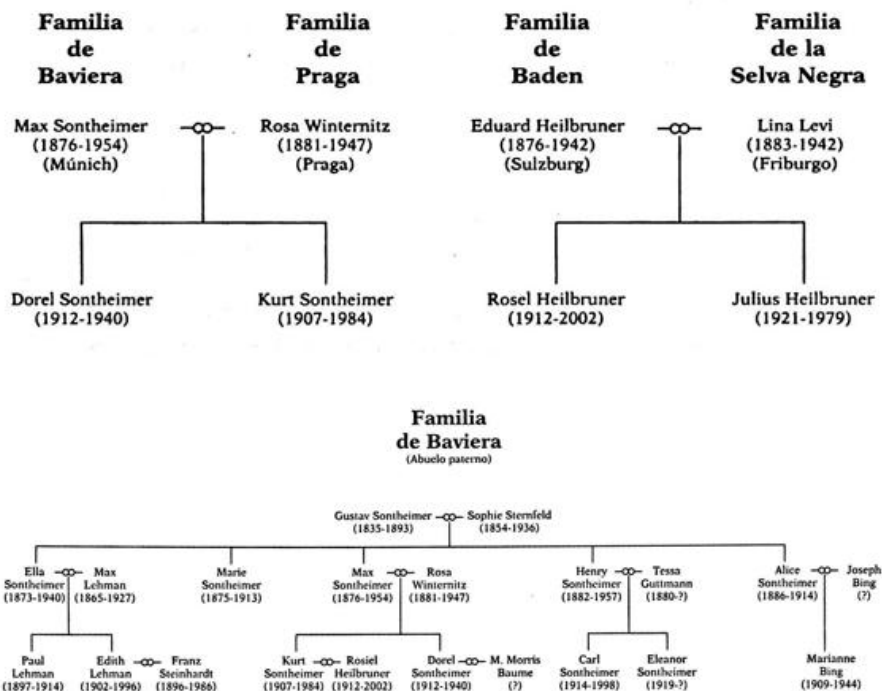 Familia de Baviera
Familia de Praga
Familia de Baden
Familia de la Selva Negra
Max Sontheimer
(1876-1954)
(Múnich)
Rosa Winternitz
(1881-1947)
(Praga)
Eduard Heilbruner
(1876-1942)
(Sulzburg)
Lina Levi
(1883-1942)
(Friburgo)
Dorel Sontheimer
(1912-1940)
Kurt Sontheimer
(1907-1984)
Rosel Heilbruner
(1912-2002)
Julius Heilbruner
(1921-1979)
Familia
de Baviera
(Abuelo paterno)
Gustav Sontheimer
(1835-1893)
Sophie Sternfeld
(1854-1936)
Ella
Sontheimer
(1873-1940)
Max
Lehman
(1865-1927)
Marie
Sontheimer
(1875-1913)
Max
Sontheimer
(1876-1954)
Rosa
Winternitz
(1881-1947)
Henry
Sontheimer
(1882-1957)
Tessa
Guttmann
(1880-?)
Alice
Sontheimer
(1886-1914)
Joseph
Bing
(?)
Paul
Lehman
(1897-1914)
Edith
Lehman
(1902-1996)
Franz
Steinhardt
(1896-1986)
Kurt
Sontheimer
(1907-1984)
Rosiel
Heilbruner
(1912-2002)
Dorel
Sontheimer
(1912-1940)
M. Morris
Baume
(?)
Carl
Sontheimer
(1914-1998)
Eleanor
Sontheimer
(1919-?)
Marianne
Bing
(1909-1944)